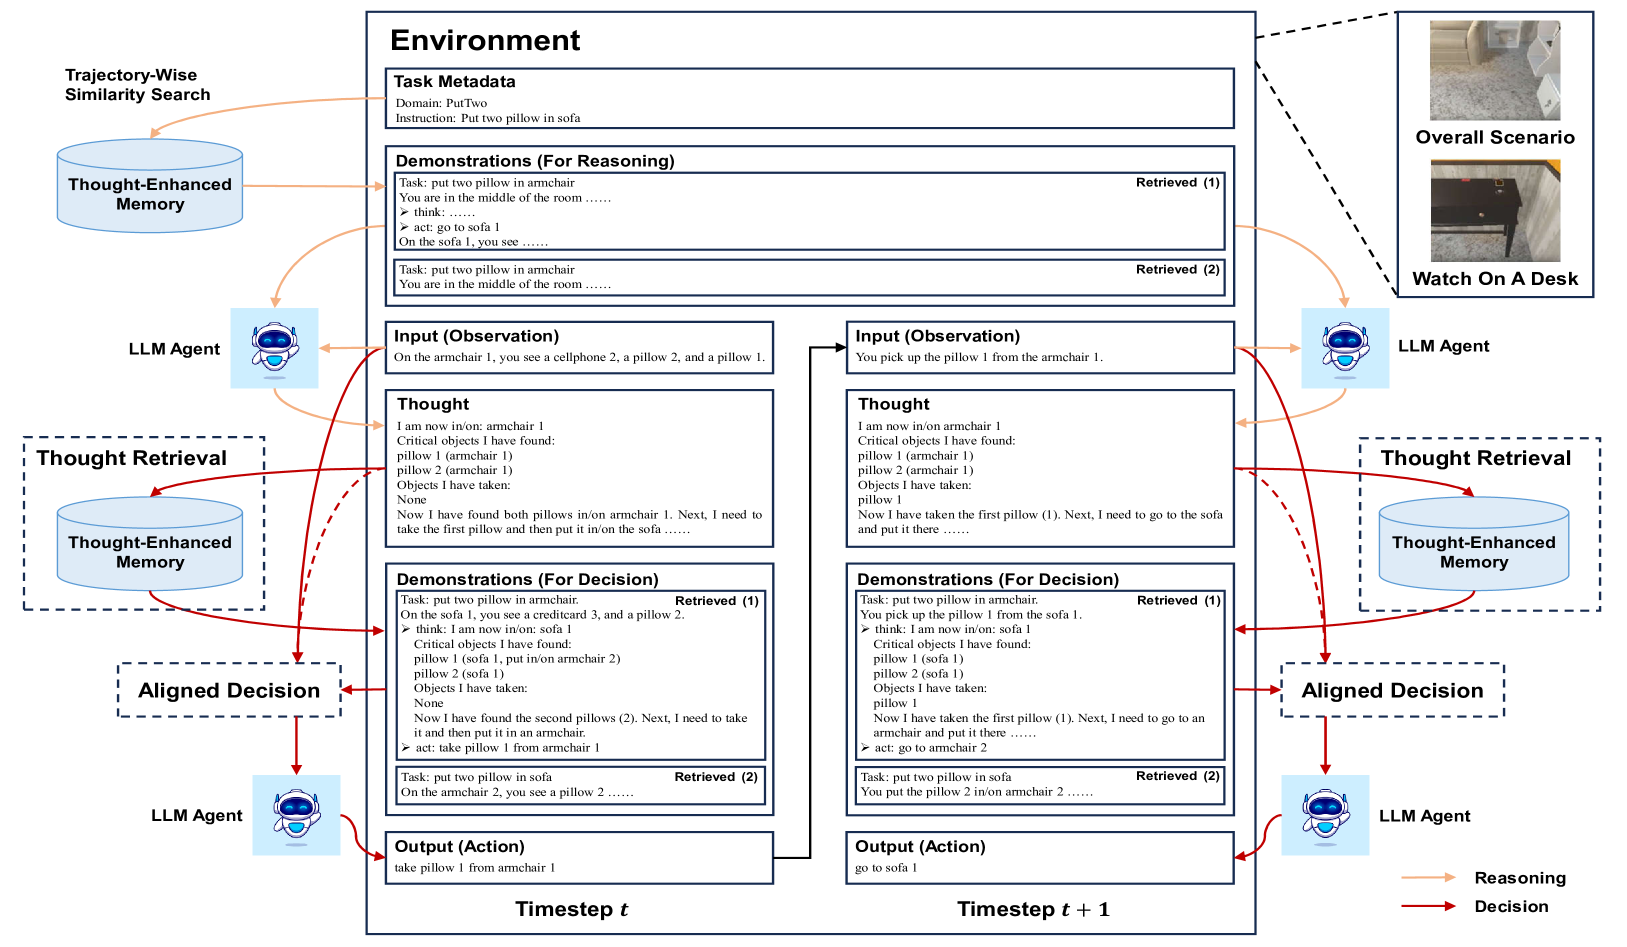 Environment
Trajectory-Wise
Similarity Search
Task Metadata
Domain: PutTwo
Instruction: Put two pillow in sofa
Overall Scenario
Watch On A Desk
Thought-Enhanced
Memory
Demonstrations (For Reasoning)
Task: put two pillow in armchair
Retrieved (1)
You are in the middle of the room ……
➢ think: ……
➢ act: go to sofa 1
On the sofa 1, you see ……
Task: put two pillow in armchair
Retrieved (2)
You are in the middle of the room ……
LLM Agent
Input (Observation)
On the armchair 1, you see a cellphone 2, a pillow 2, and a pillow 1.
Input (Observation)
You pick up the pillow 1 from the armchair 1.
LLM Agent
Thought
I am now in/on: armchair 1
Critical objects I have found:
pillow 1 (armchair 1)
pillow 2 (armchair 1)
Objects I have taken:
None
Now I have found both pillows in/on armchair 1. Next, I need to
take the first pillow and then put it in/on the sofa ……
Thought
I am now in/on armchair 1
Critical objects I have found:
pillow 1 (armchair 1)
pillow 2 (armchair 1)
Objects I have taken:
pillow 1
Now I have taken the first pillow (1). Next, I need to go to the sofa
and put it there ……
Thought Retrieval
Thought-Enhanced
Memory
Thought Retrieval
Thought-Enhanced
Memory
Demonstrations (For Decision)
Task: put two pillow in armchair.
Retrieved (1)
On the sofa 1, you see a creditcard 3, and a pillow 2.
➢ think: I am now in/on: sofa 1
Critical objects I have found:
pillow 1 (sofa 1, put in/on armchair 2)
pillow 2 (sofa 1)
Objects I have taken:
None
Now I have found the second pillows (2). Next, I need to take
it and then put it in an armchair.
➢ act: take pillow 1 from armchair 1
Task: put two pillow in sofa
Retrieved (2)
On the armchair 2, you see a pillow 2 ……
Demonstrations (For Decision)
Task: put two pillow in armchair.
Retrieved (1)
You pick up the pillow 1 from the sofa 1.
➢ think: I am now in/on: sofa 1
Critical objects I have found:
pillow 1 (sofa 1)
pillow 2 (sofa 1)
Objects I have taken:
pillow 1
Now I have taken the first pillow (1). Next, I need to go to an
armchair and put it there ……
➢ act: go to armchair 2
Task: put two pillow in sofa
Retrieved (2)
You put the pillow 2 in/on armchair 2 ……
Aligned Decision
Aligned Decision
LLM Agent
LLM Agent
Output (Action)
take pillow 1 from armchair 1
Output (Action)
go to sofa 1
Timestep t
Timestep t + 1
Reasoning
Decision